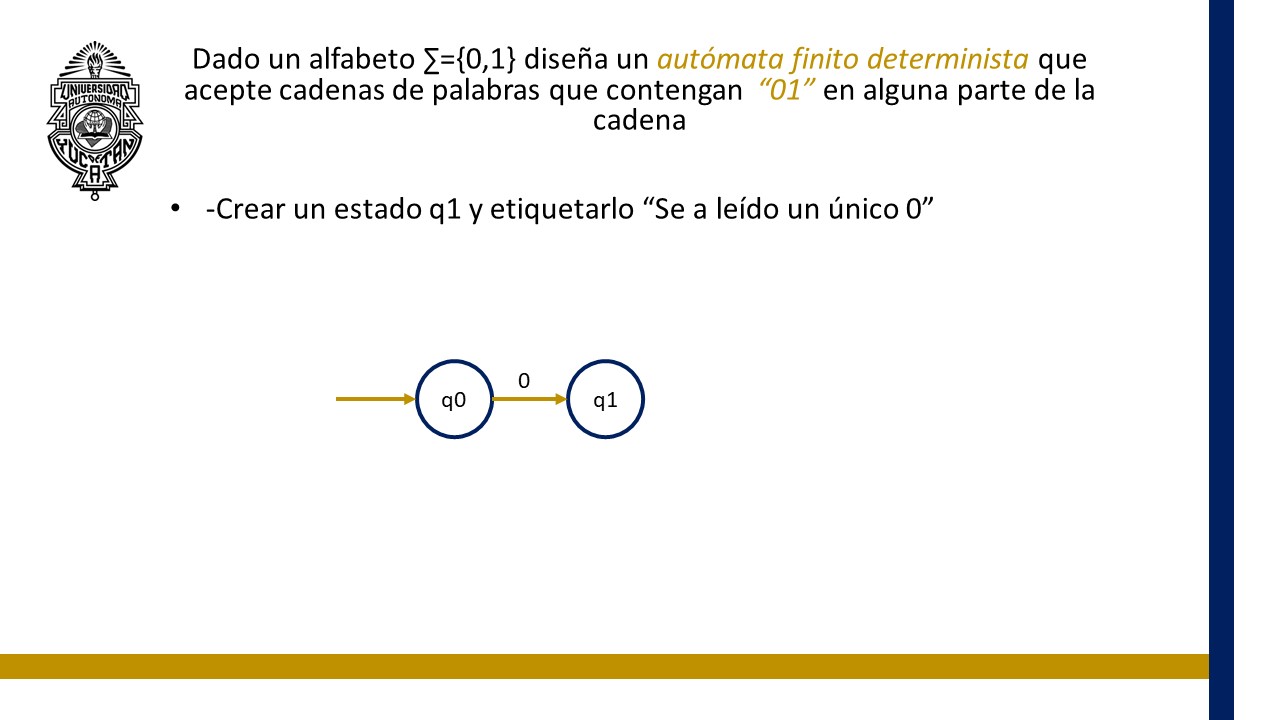 Dado un alfabeto ∑={0,1} diseña un autómata finito determinista que
acepte cadenas de palabras que contengan “01” en alguna parte de la
cadena
UNIVERSIDAD
AUTONOMA
YUCATAN
• -Crear un estado q1 y etiquetarlo “Se a leído un único 0”
0
q0
q1